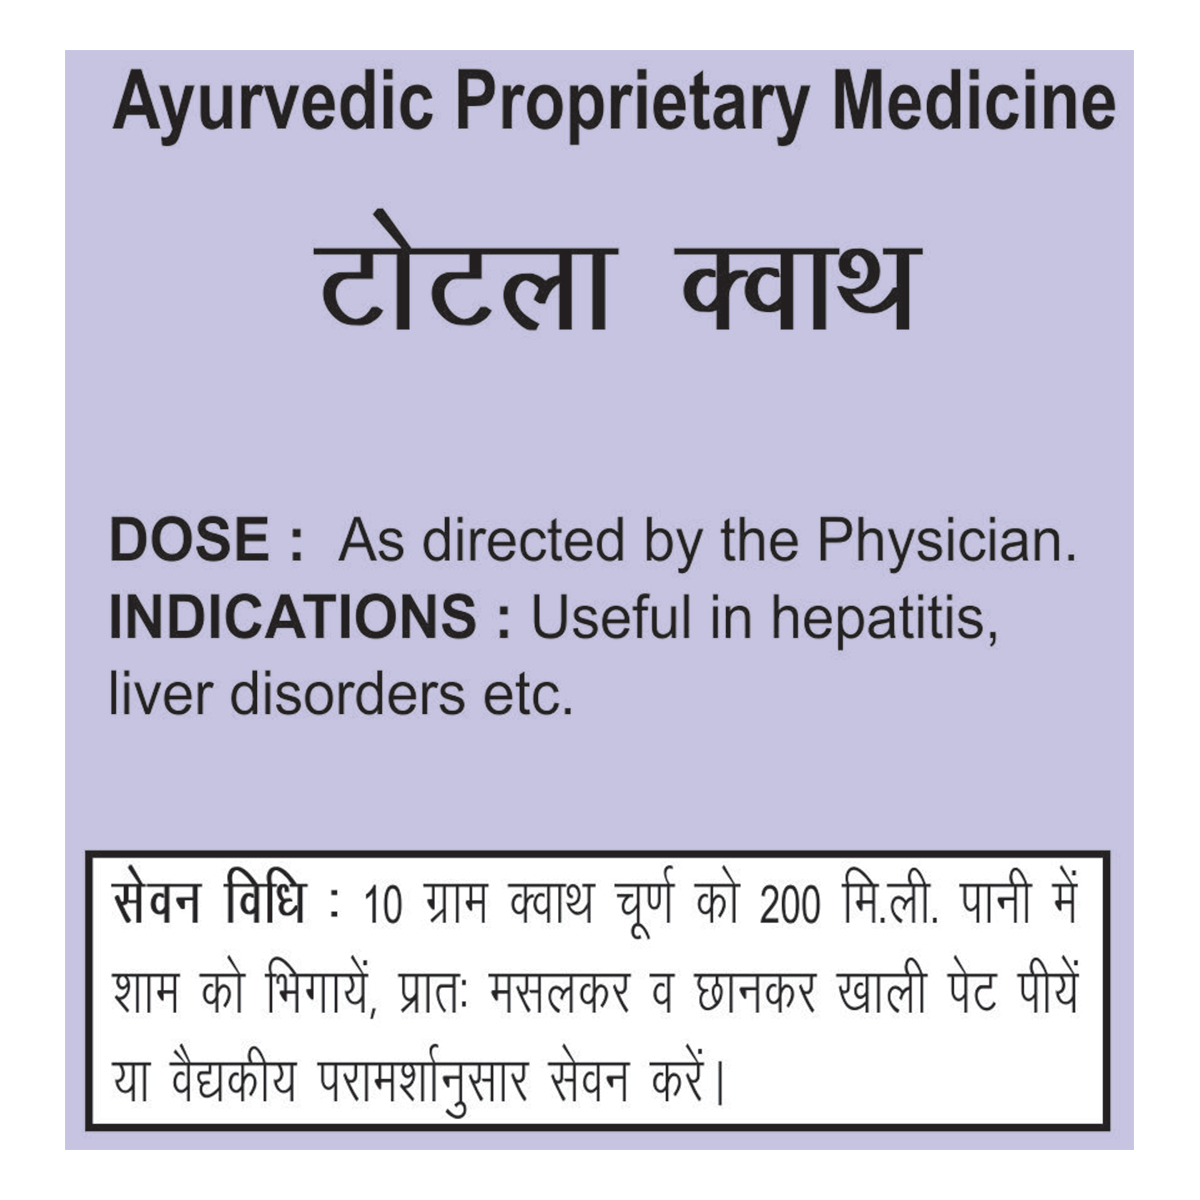 Ayurvedic Proprietary Medicine
टोटला क्वाथ
DOSE : As directed by the Physician.
INDICATIONS : Useful in hepatitis,
liver disorders etc.
सेवन विधि : 10 ग्राम क्वाथ चूर्ण को 200 मि.ली. पानी में
शाम को भिगायें, प्रातः मसलकर व छानकर खाली पेट पीयें
या वैद्यकीय परामर्शानुसार सेवन करें।